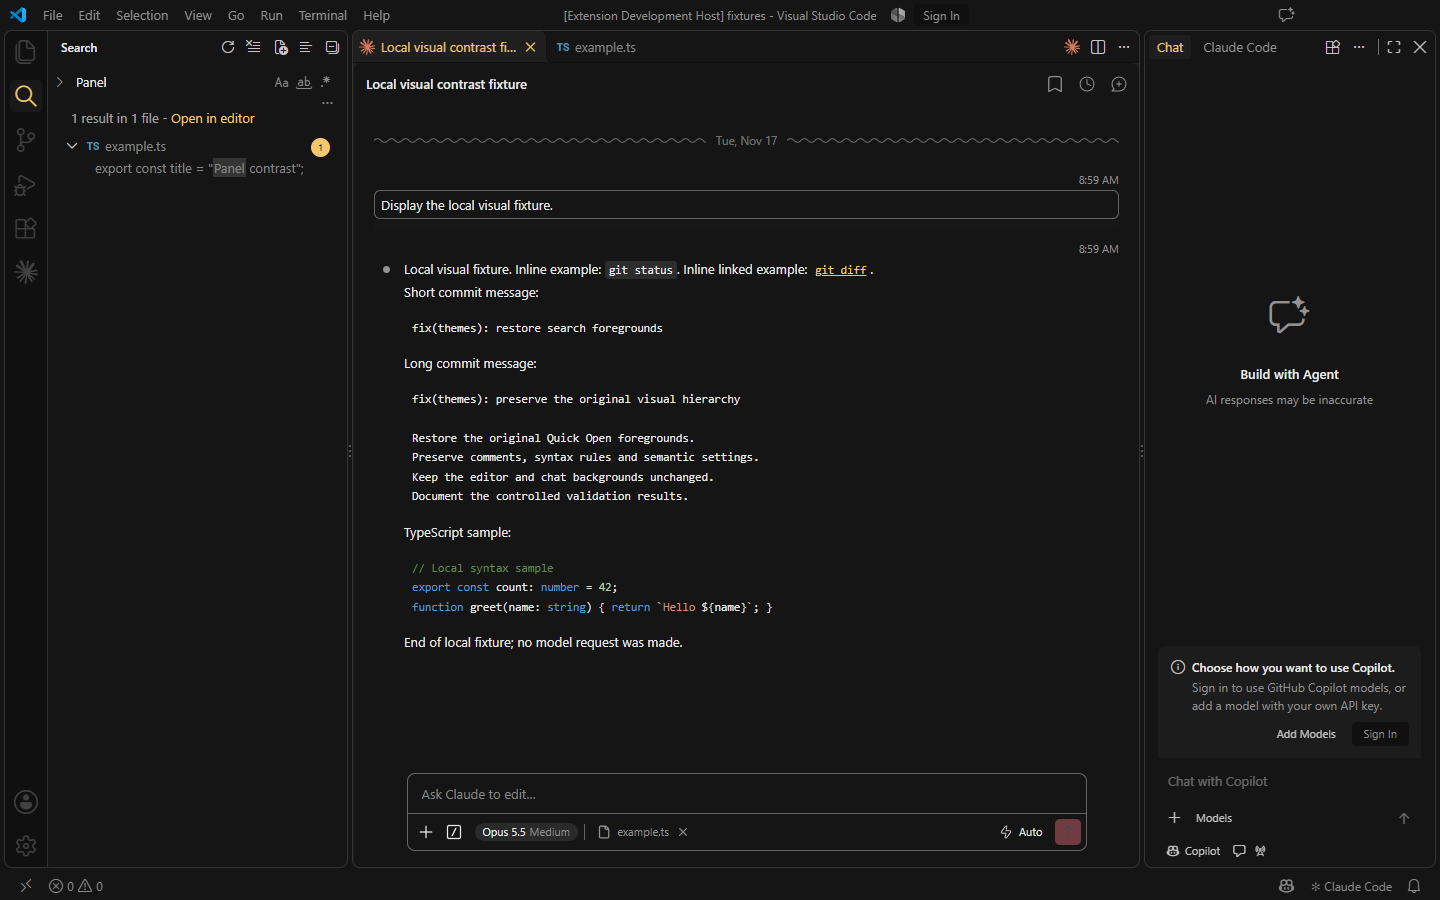 File Edit Selection View Go Run Terminal Help
[Extension Development Host] fixtures - Visual Studio Code
Sign In
Search
Panel
Aa ab .*
1 result in 1 file - Open in editor
TS example.ts
1
export const title = "Panel contrast";
Local visual contrast fi...
TS example.ts
Local visual contrast fixture
Tue, Nov 17
8:59 AM
Display the local visual fixture.
8:59 AM
Local visual fixture. Inline example: git status. Inline linked example: git diff.
Short commit message:
fix(themes): restore search foregrounds
Long commit message:
fix(themes): preserve the original visual hierarchy
Restore the original Quick Open foregrounds.
Preserve comments, syntax rules and semantic settings.
Keep the editor and chat backgrounds unchanged.
Document the controlled validation results.
TypeScript sample:
// Local syntax sample
export const count: number = 42;
function greet(name: string) { return `Hello ${name}`; }
End of local fixture; no model request was made.
Ask Claude to edit...
Opus 5.5 Medium
example.ts
Auto
Chat Claude Code
Build with Agent
AI responses may be inaccurate
Choose how you want to use Copilot.
Sign in to use GitHub Copilot models, or
add a model with your own API key.
Add Models Sign In
Chat with Copilot
Models
Copilot
0 0
Claude Code